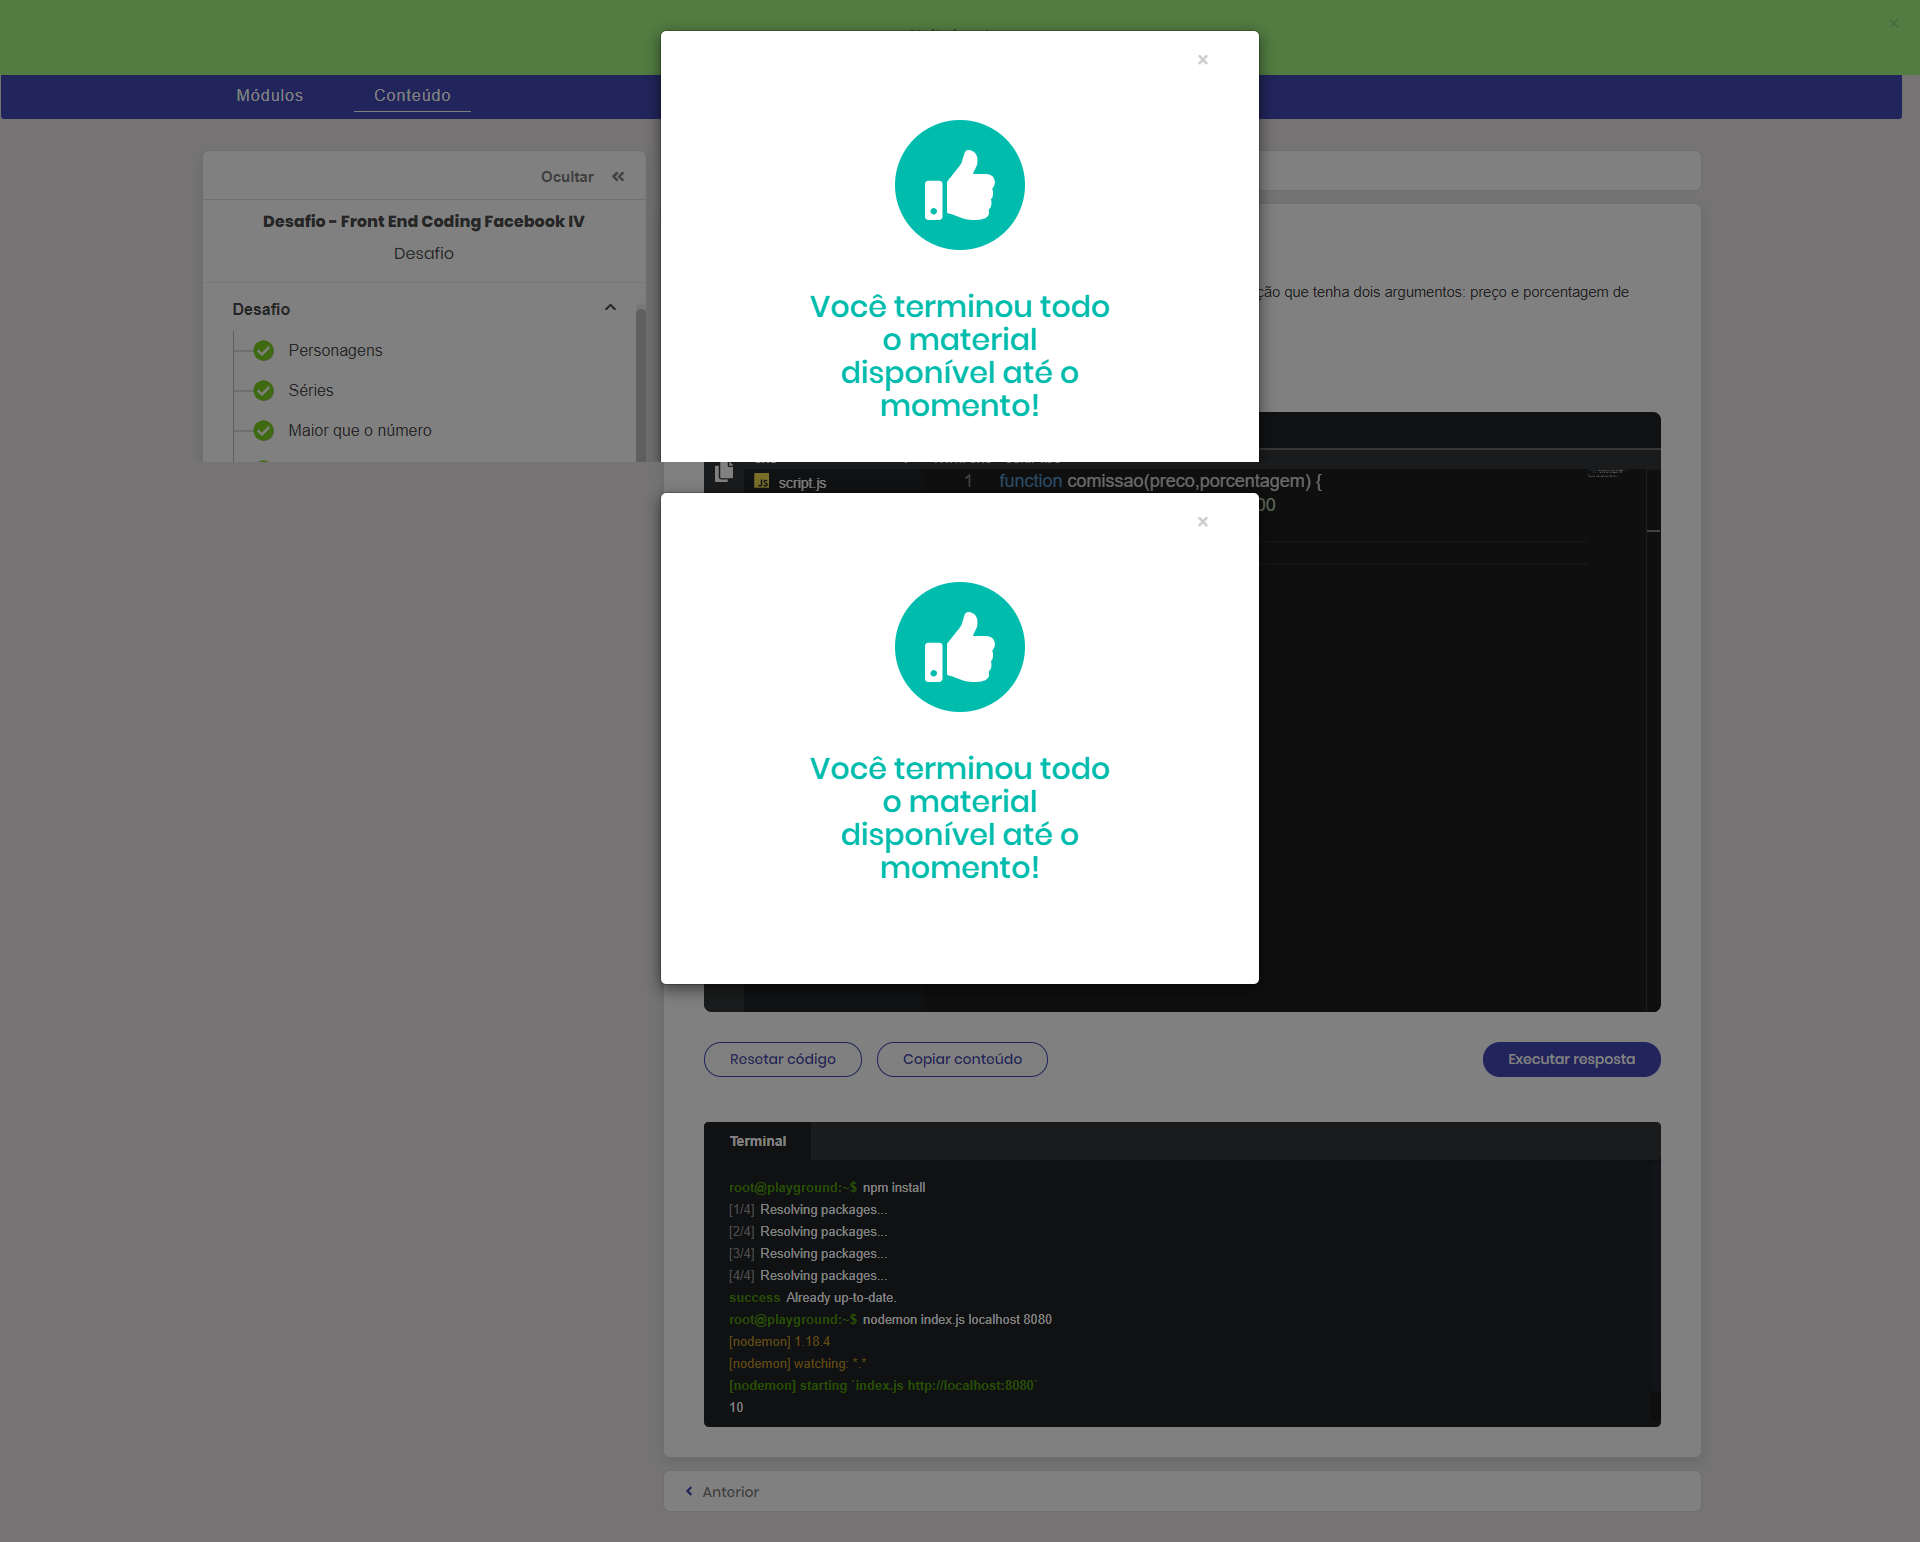 ×
×
Módulos
Conteúdo
Ocultar «
Desafio - Front End Coding Facebook IV
Desafio
Desafio
Personagens
Séries
Maior que o número
Você terminou todo
o material
disponível até o
momento!
que tenha dois argumentos: preço e porcentagem de
JS script.js
1 function comissao(preco,porcentagem) {
00
×
Você terminou todo
o material
disponível até o
momento!
Resetar código
Copiar conteúdo
Executar resposta
Terminal
root@playground:~$ npm install
[1/4] Resolving packages...
[2/4] Resolving packages...
[3/4] Resolving packages...
[4/4] Resolving packages...
success Already up-to-date.
root@playground:~$ nodemon index.js localhost 8080
[nodemon] 1.18.4
[nodemon] watching: *.*
[nodemon] starting `index.js http://localhost:8080`
10
Anterior